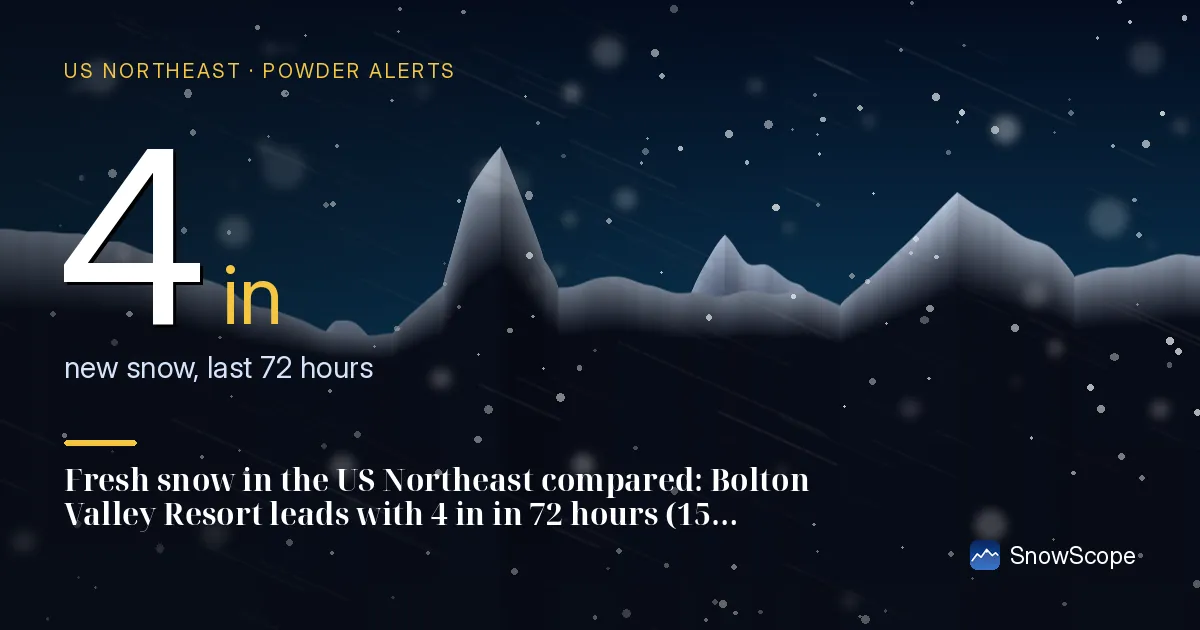 US NORTHEAST · POWDER ALERTS
4 in
new snow, last 72 hours
Fresh snow in the US Northeast compared: Bolton
Valley Resort leads with 4 in in 72 hours (15...
SnowScope